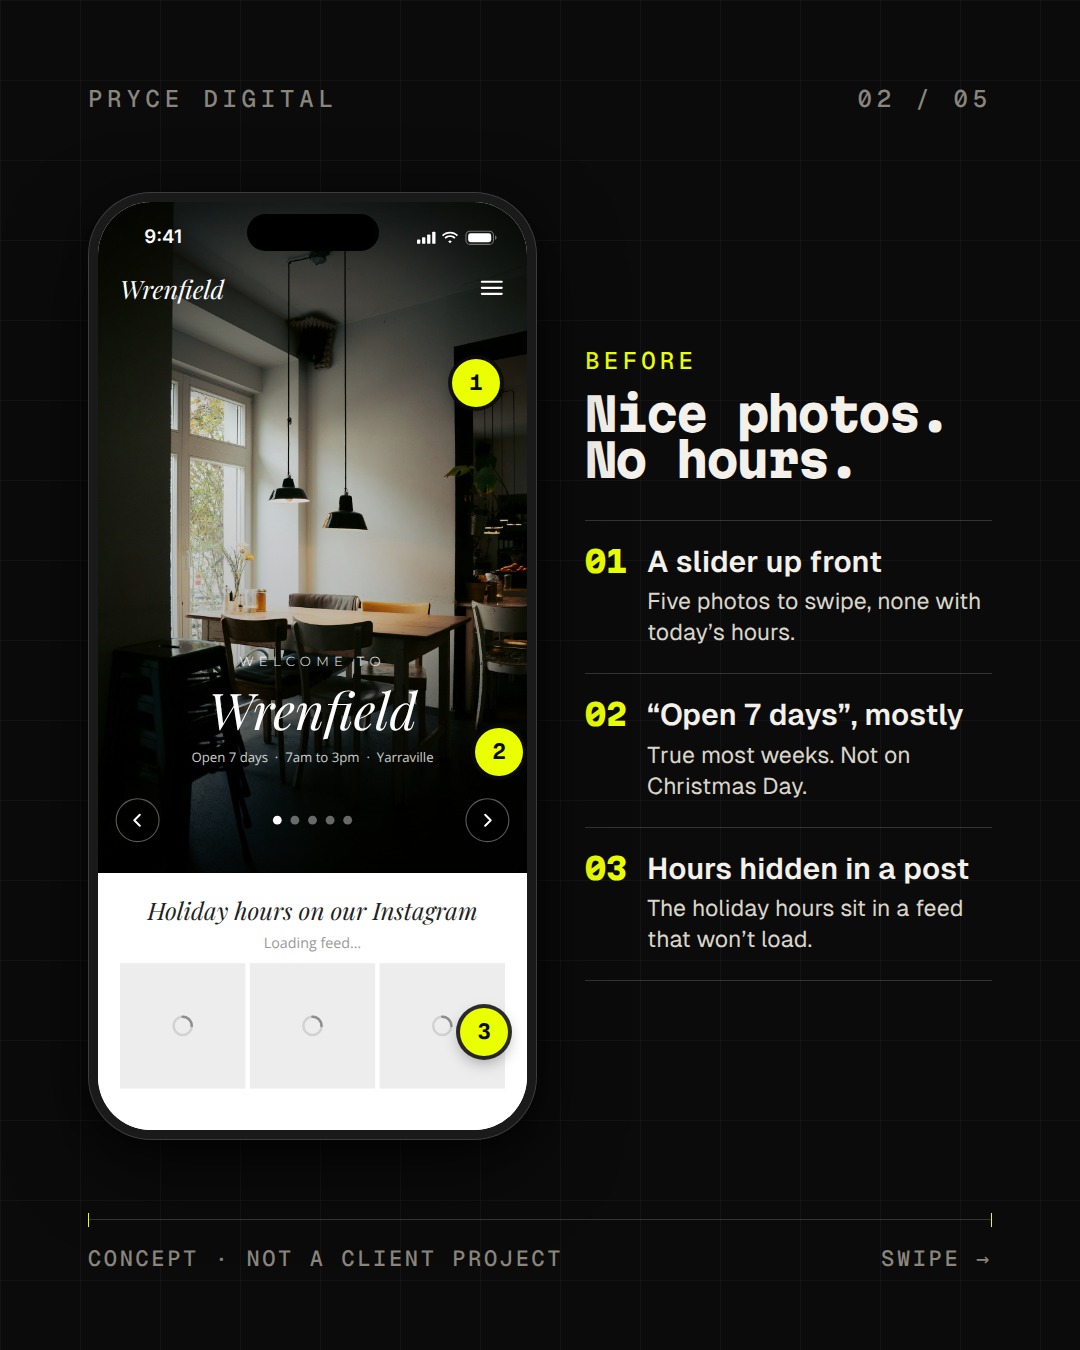 PRYCE DIGITAL
02 / 05
9:41
Wrenfield
1
WELCOME TO
Wrenfield
Open 7 days · 7am to 3pm · Yarraville
2
Holiday hours on our Instagram
Loading feed...
3
BEFORE
Nice photos.
No hours.
01 A slider up front
Five photos to swipe, none with
today’s hours.
02 “Open 7 days”, mostly
True most weeks. Not on
Christmas Day.
03 Hours hidden in a post
The holiday hours sit in a feed
that won’t load.
CONCEPT · NOT A CLIENT PROJECT
SWIPE →